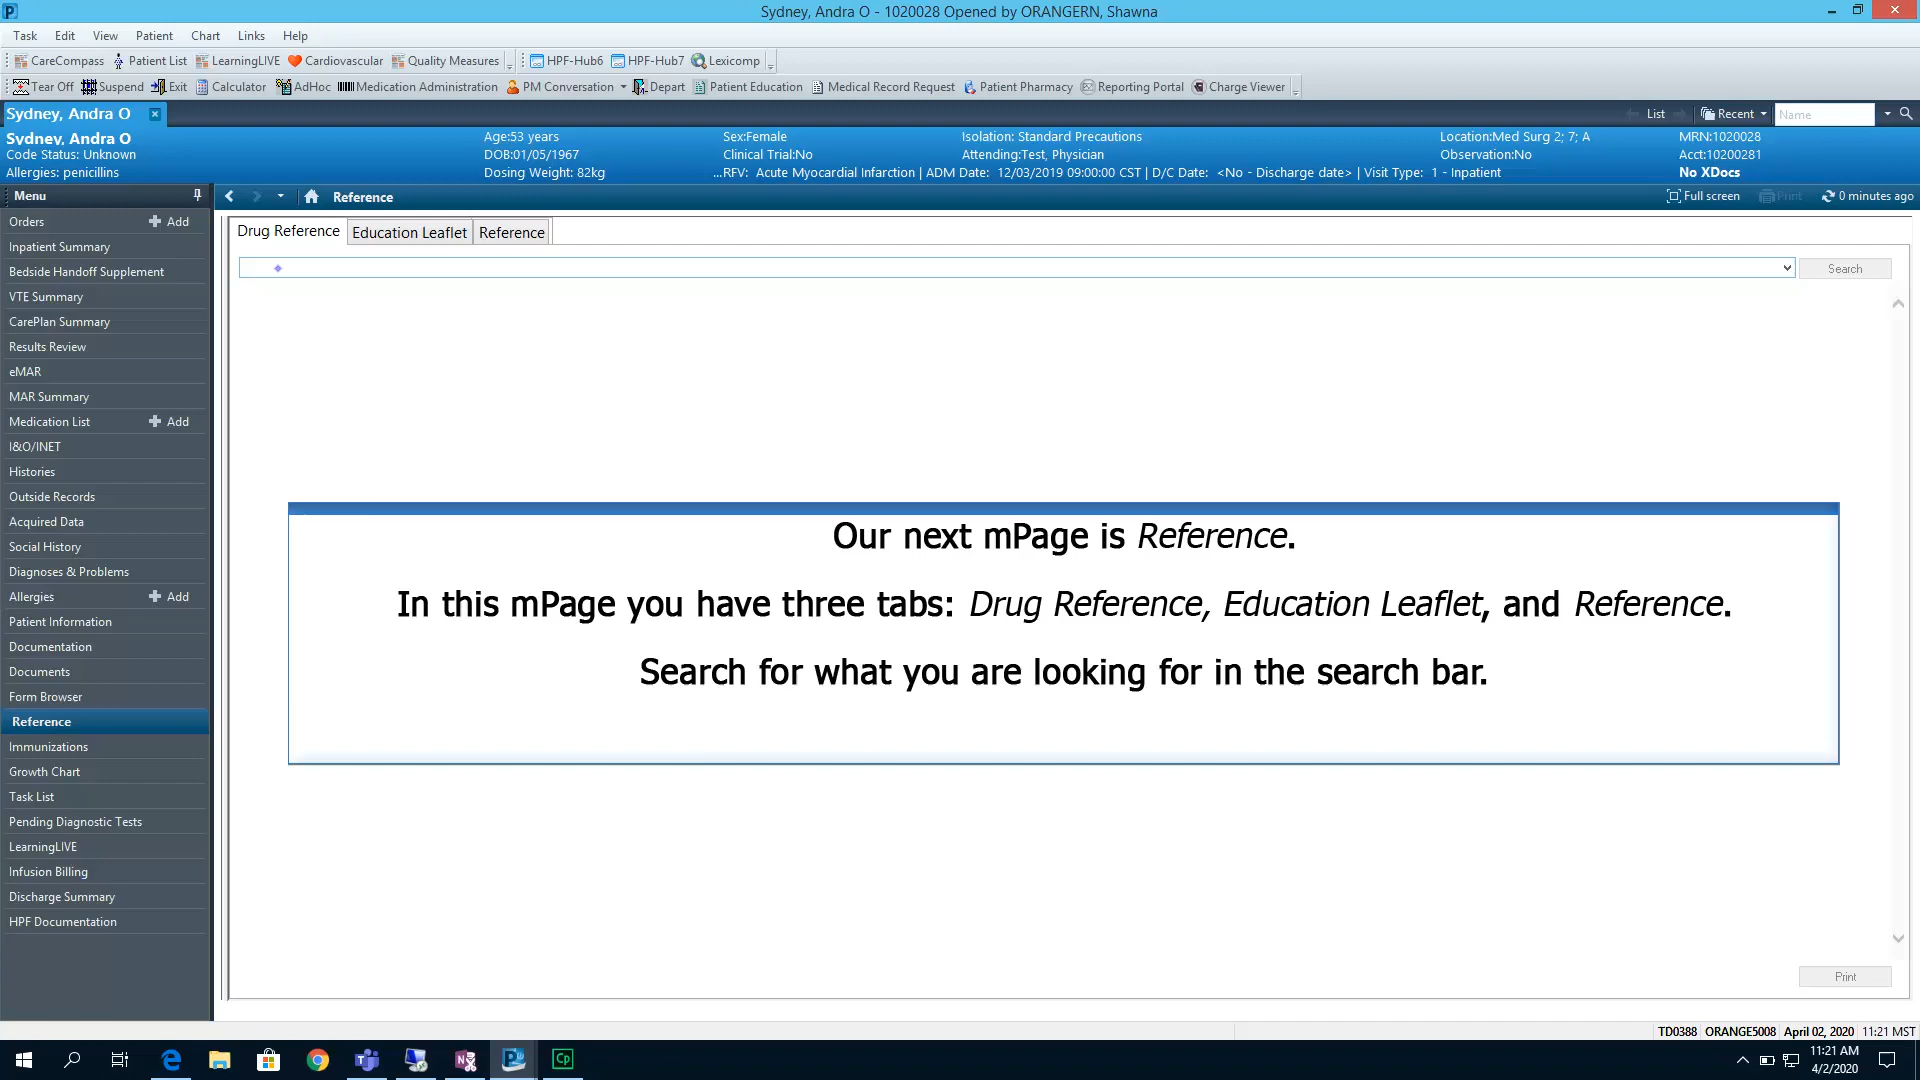 Sydney, Andra O - 1020028 Opened by ORANGERN, Shawna
Task Edit View Patient Chart Links Help
CareCompass Patient List LearningLIVE Cardiovascular Quality Measures HPF-Hub6 HPF-Hub7 Lexicomp
Tear Off Suspend Exit Calculator AdHoc Medication Administration PM Conversation Depart Patient Education Medical Record Request Patient Pharmacy Reporting Portal Charge Viewer
Sydney, Andra O List Recent Name
Sydney, Andra O Age:53 years Sex:Female Isolation: Standard Precautions Location:Med Surg 2; 7; A MRN:1020028
Code Status: Unknown DOB:01/05/1967 Clinical Trial:No Attending:Test, Physician Observation:No Acct:10200281
Allergies: penicillins Dosing Weight: 82kg ...RFV: Acute Myocardial Infarction | ADM Date: 12/03/2019 09:00:00 CST | D/C Date: <No - Discharge date> | Visit Type: 1 - Inpatient No XDocs
Menu Reference Full screen Print 0 minutes ago
Orders Add
Inpatient Summary
Bedside Handoff Supplement
VTE Summary
CarePlan Summary
Results Review
eMAR
MAR Summary
Medication List Add
I&O/INET
Histories
Outside Records
Acquired Data
Social History
Diagnoses & Problems
Allergies Add
Patient Information
Documentation
Documents
Form Browser
Reference
Immunizations
Growth Chart
Task List
Pending Diagnostic Tests
LearningLIVE
Infusion Billing
Discharge Summary
HPF Documentation
Drug Reference Education Leaflet Reference
Search
Our next mPage is Reference.
In this mPage you have three tabs: Drug Reference, Education Leaflet, and Reference.
Search for what you are looking for in the search bar.
Print
TD0388 ORANGE5008 April 02, 2020 11:21 MST
11:21 AM
4/2/2020